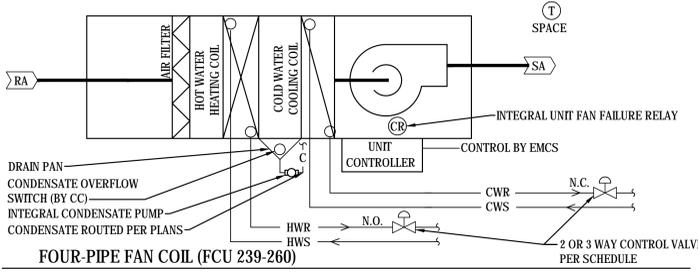 T
SPACE
RA
AIR FILTER
HOT WATER
HEATING COIL
COLD WATER
COOLING COIL
SA
CR
INTEGRAL UNIT FAN FAILURE RELAY
UNIT
CONTROLLER
CONTROL BY EMCS
C
DRAIN PAN
CONDENSATE OVERFLOW
SWITCH (BY CC)
INTEGRAL CONDENSATE PUMP
CONDENSATE ROUTED PER PLANS
CWR
N.C.
CWS
HWR
N.O.
HWS
2 OR 3 WAY CONTROL VALV
PER SCHEDULE
FOUR-PIPE FAN COIL (FCU 239-260)